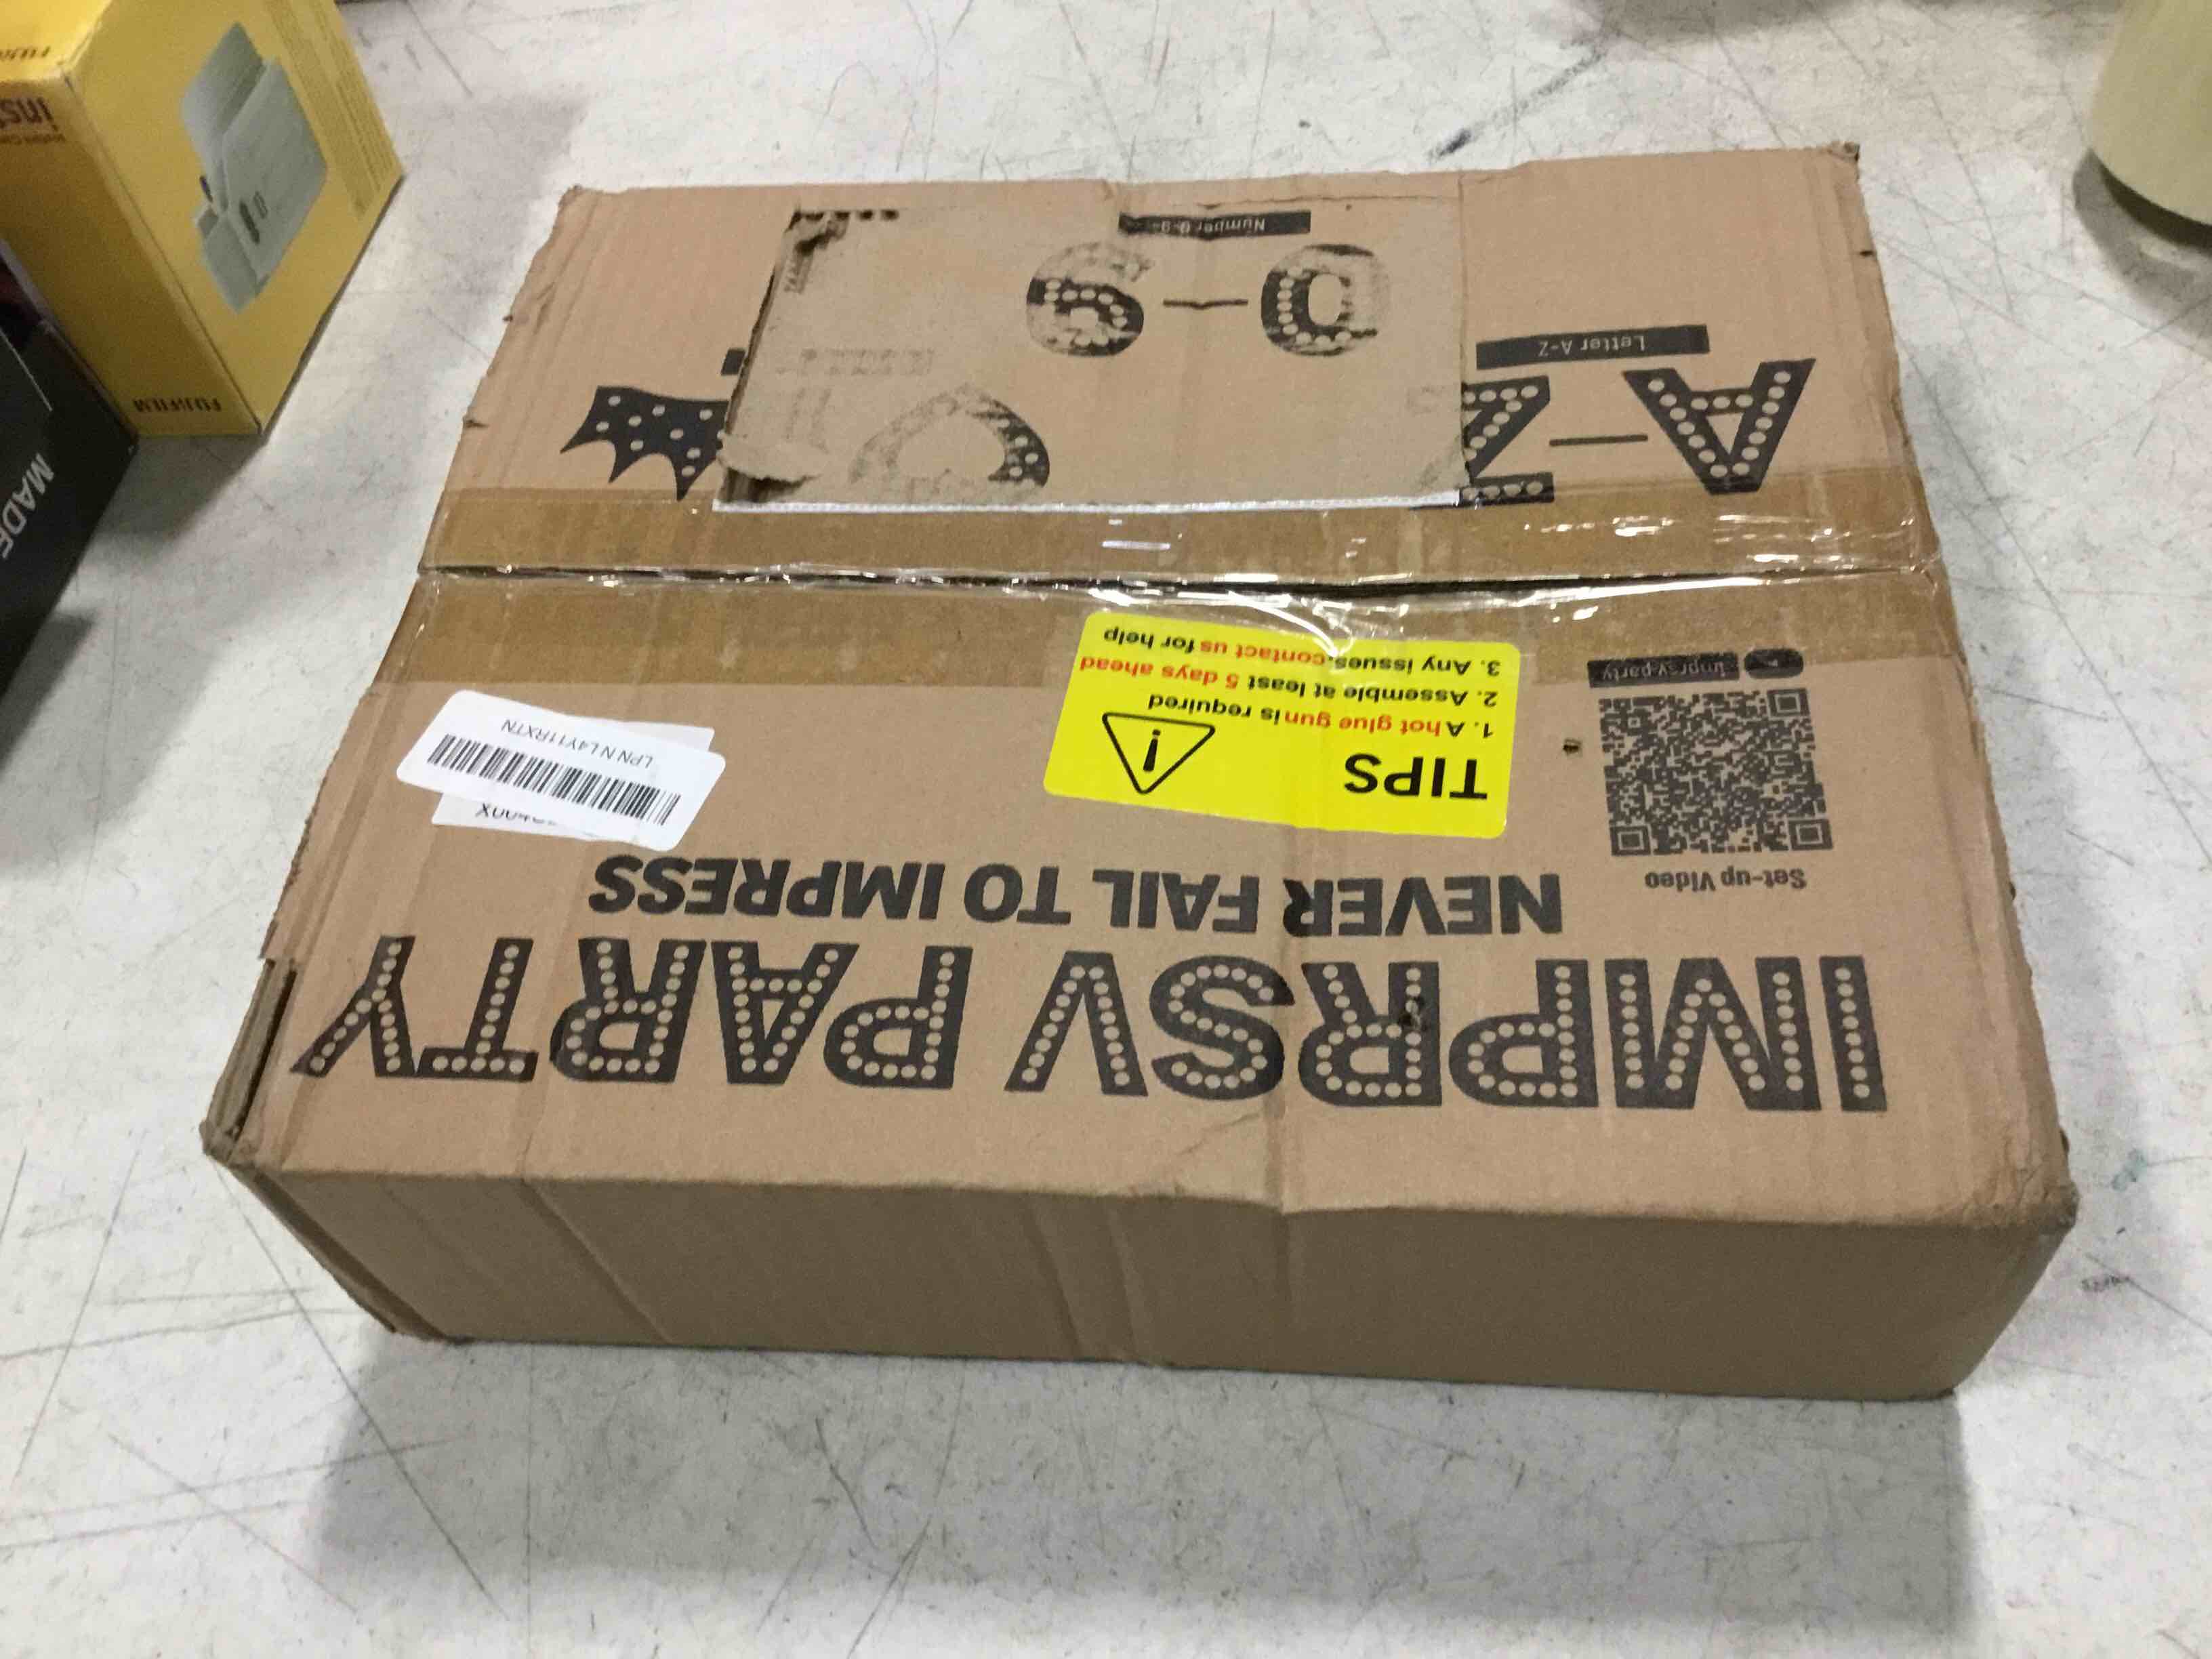 IMPRSV PARTY
NEVER FAIL TO IMPRESS
Set-up Video
imprsv party
TIPS
1. A hot glue gun is required
2. Assemble at least 5 days ahead
3. Any issues, contact us for help
LPN N L4Y11RXTN
A-Z
Letter A-Z
0-9
Number 0-9
FUJIFILM
MADE